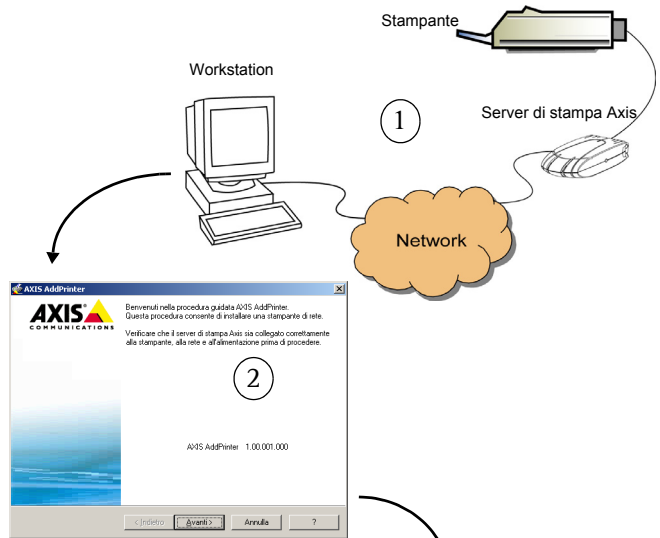 Stampante
Workstation
1
Server di stampa Axis
Network
AXIS AddPrinter
AXIS
COMMUNICATIONS
Benvenuti nella procedura guidata AXIS AddPrinter.
Questa procedura consente di installare una stampante di rete.
Verificare che il server di stampa Axis sia collegato correttamente
alla stampante, alla rete e all'alimentazione prima di procedere.
2
AXIS AddPrinter 1.00.001.000
< Indietro Avanti > Annulla ?